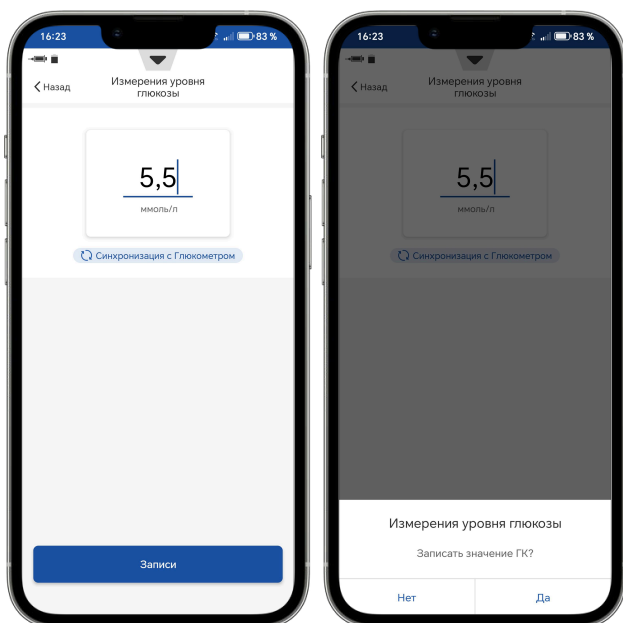 16:23
83 %
Назад
Измерения уровня
глюкозы
5,5
ммоль/л
Синхронизация с Глюкометром
Записи
16:23
83 %
Назад
Измерения уровня
глюкозы
5,5
ммоль/л
Синхронизация с Глюкометром
Измерения уровня глюкозы
Записать значение ГК?
Нет
Да